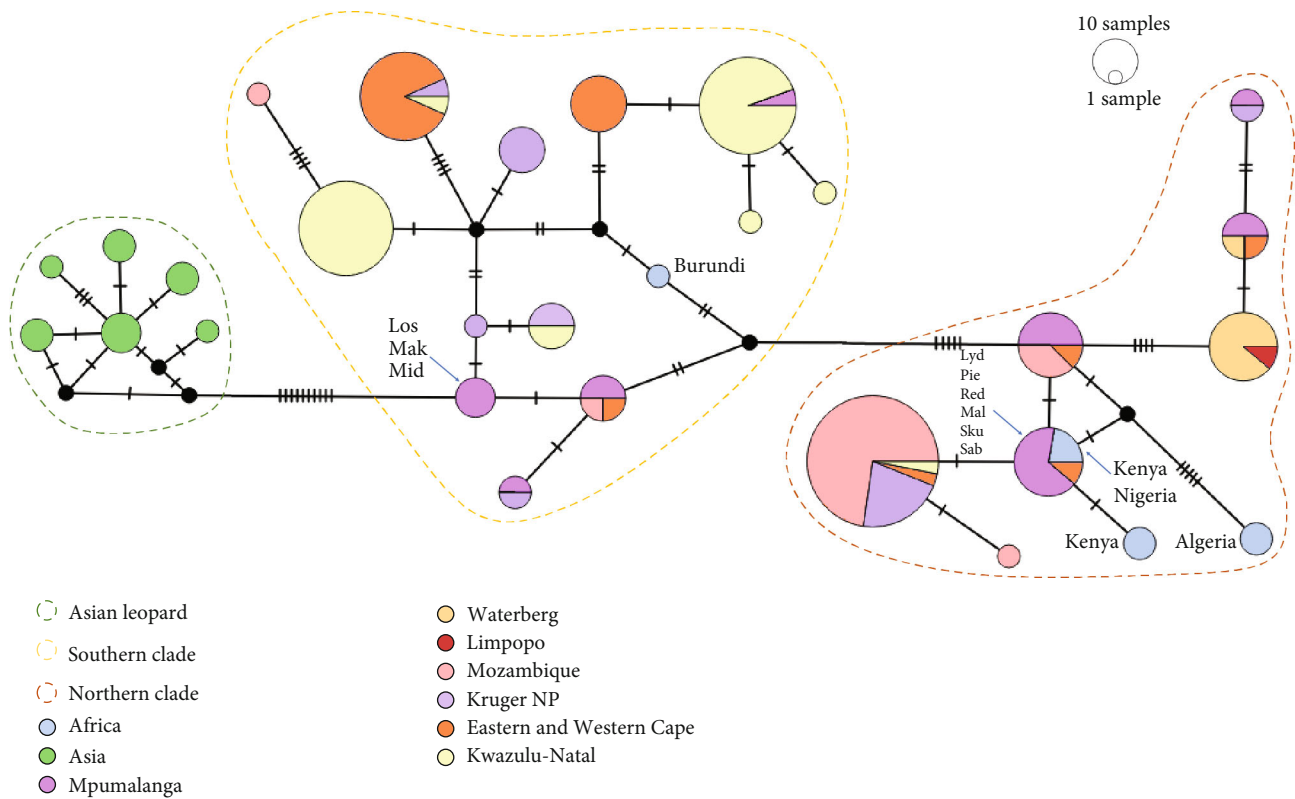 10 samples
1 sample
Burundi
Los
Mak
Mid
Lyd
Pie
Red
Mal
Sku
Sab
Kenya
Nigeria
Kenya
Algeria
Asian leopard
Southern clade
Northern clade
Africa
Asia
Mpumalanga
Waterberg
Limpopo
Mozambique
Kruger NP
Eastern and Western Cape
Kwazulu-Natal